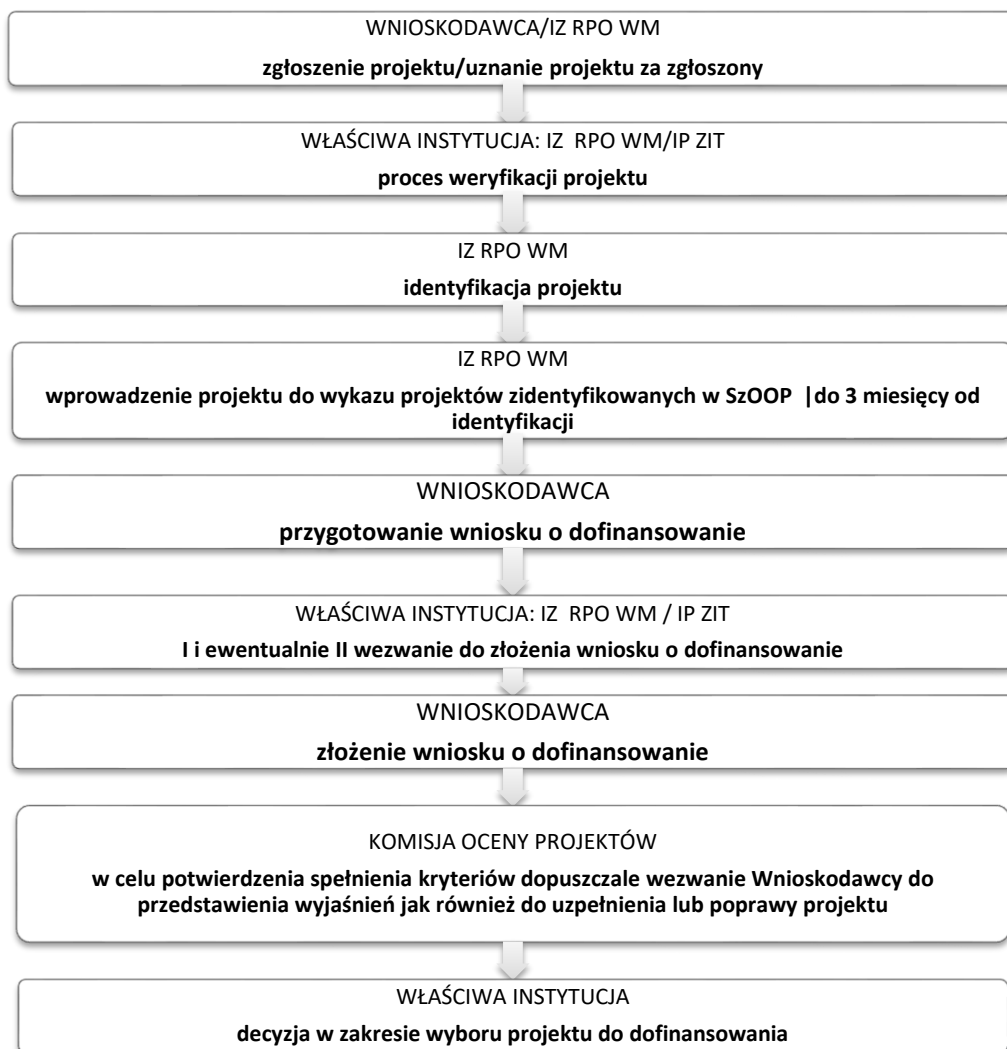 WNIOSKODAWCA/IZ RPO WM
zgłoszenie projektu/uznanie projektu za zgłoszony
WŁAŚCIWA INSTYTUCJA: IZ RPO WM/IP ZIT
proces weryfikacji projektu
IZ RPO WM
identyfikacja projektu
IZ RPO WM
wprowadzenie projektu do wykazu projektów zidentyfikowanych w SzOOP |do 3 miesięcy od
identyfikacji
WNIOSKODAWCA
przygotowanie wniosku o dofinansowanie
WŁAŚCIWA INSTYTUCJA: IZ RPO WM / IP ZIT
I i ewentualnie II wezwanie do złożenia wniosku o dofinansowanie
WNIOSKODAWCA
złożenie wniosku o dofinansowanie
KOMISJA OCENY PROJEKTÓW
w celu potwierdzenia spełnienia kryteriów dopuszczale wezwanie Wnioskodawcy do
przedstawienia wyjaśnień jak również do uzpełnienia lub poprawy projektu
WŁAŚCIWA INSTYTUCJA
decyzja w zakresie wyboru projektu do dofinansowania